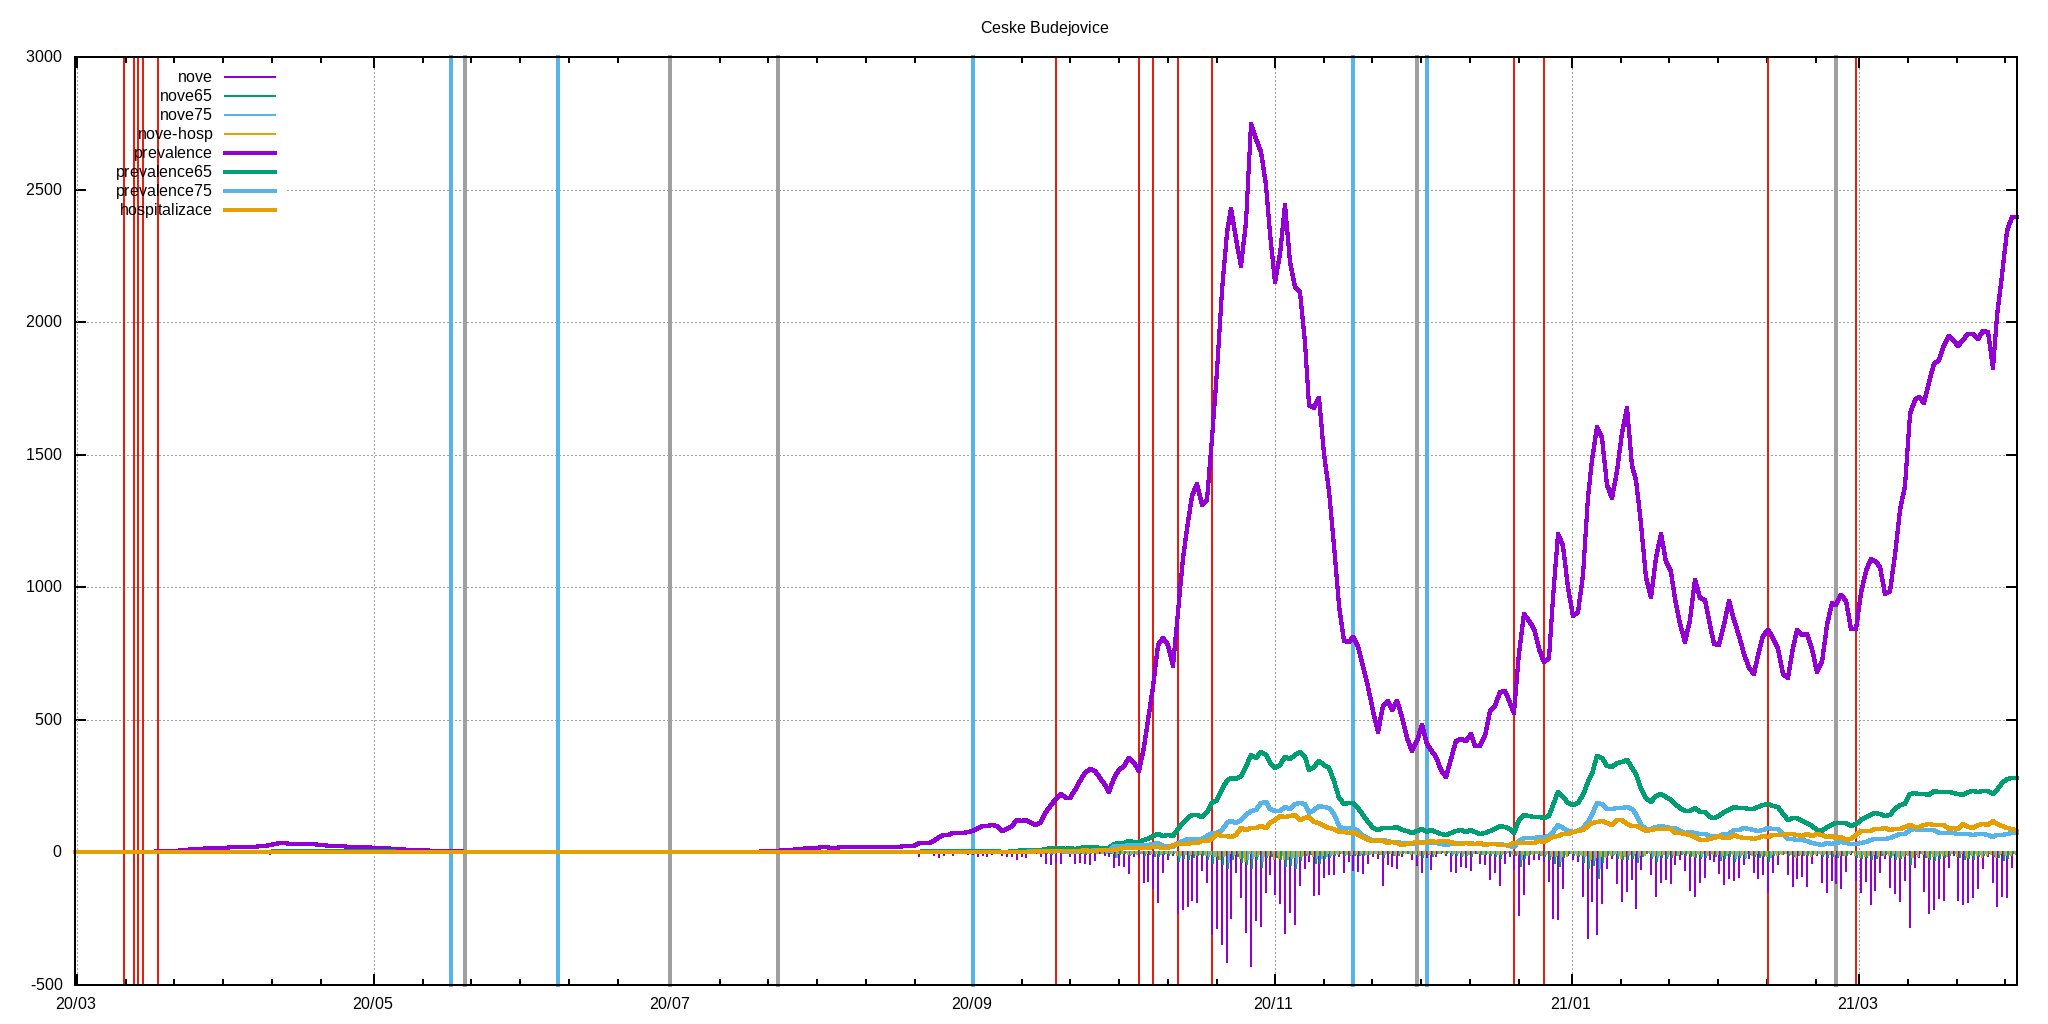 Ceske Budejovice
3000
2500
2000
1500
1000
500
0
-500
nove
nove65
nove75
nove-hosp
prevalence
prevalence65
prevalence75
hospitalizace
20/03 20/05 20/07 20/09 20/11 21/01 21/03